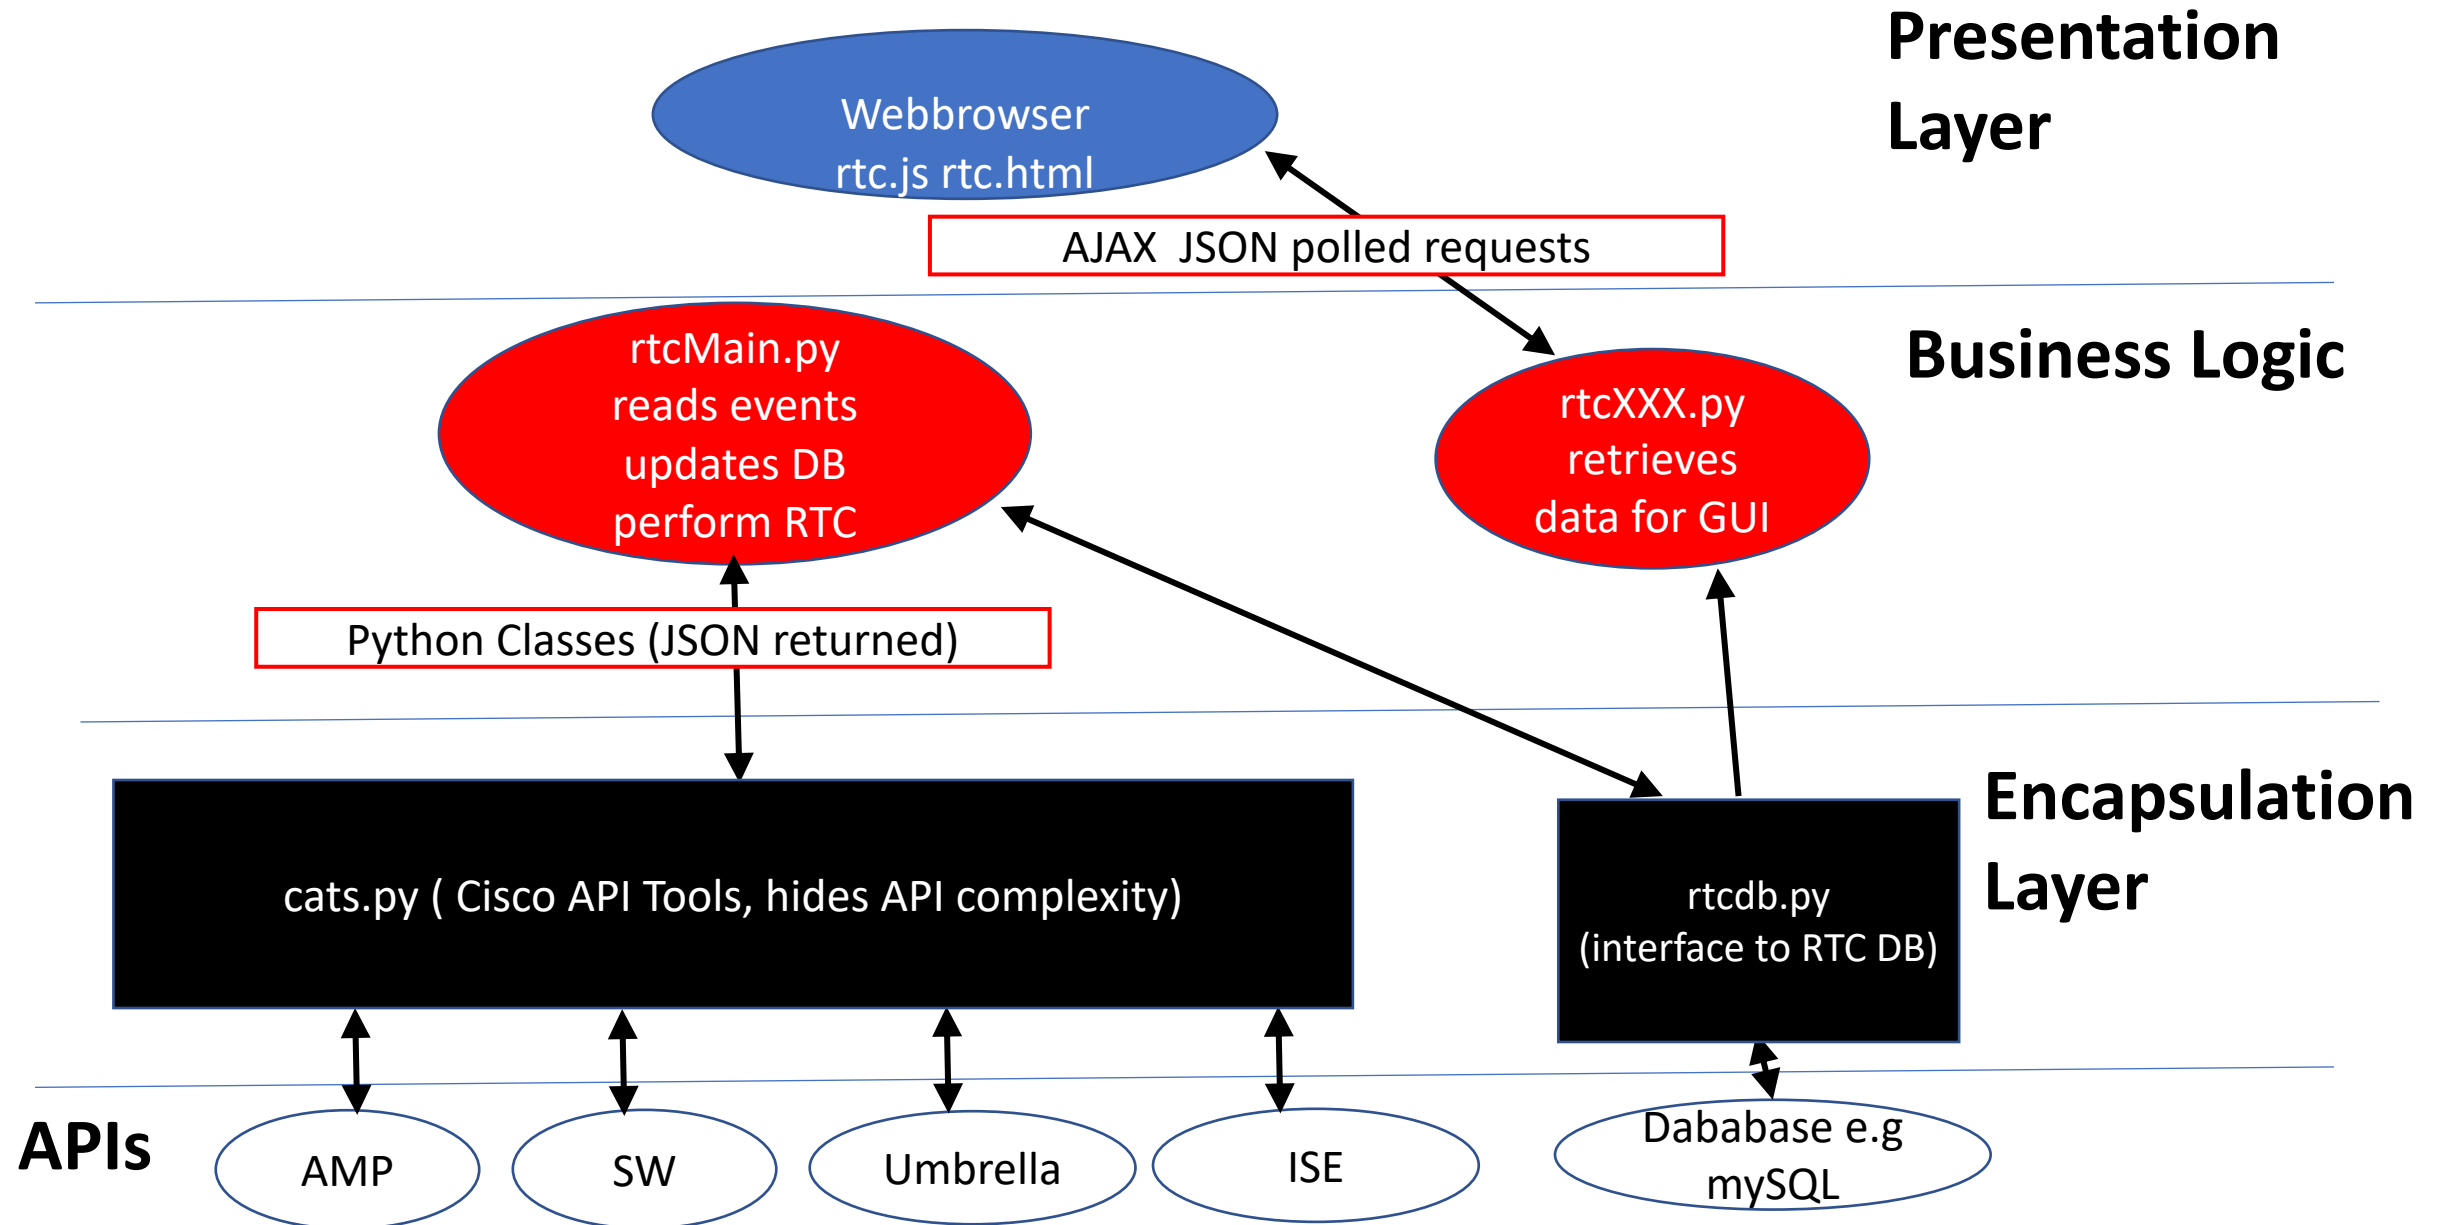 Presentation
Layer
Webbrowser
rtc.js rtc.html
AJAX  JSON polled requests
Business Logic
rtcMain.py
reads events
updates DB
perform RTC
rtcXXX.py
retrieves
data for GUI
Python Classes (JSON returned)
Encapsulation
Layer
cats.py ( Cisco API Tools, hides API complexity)
rtcdb.py
(interface to RTC DB)
APIs
AMP
SW
Umbrella
ISE
Dababase e.g
mySQL